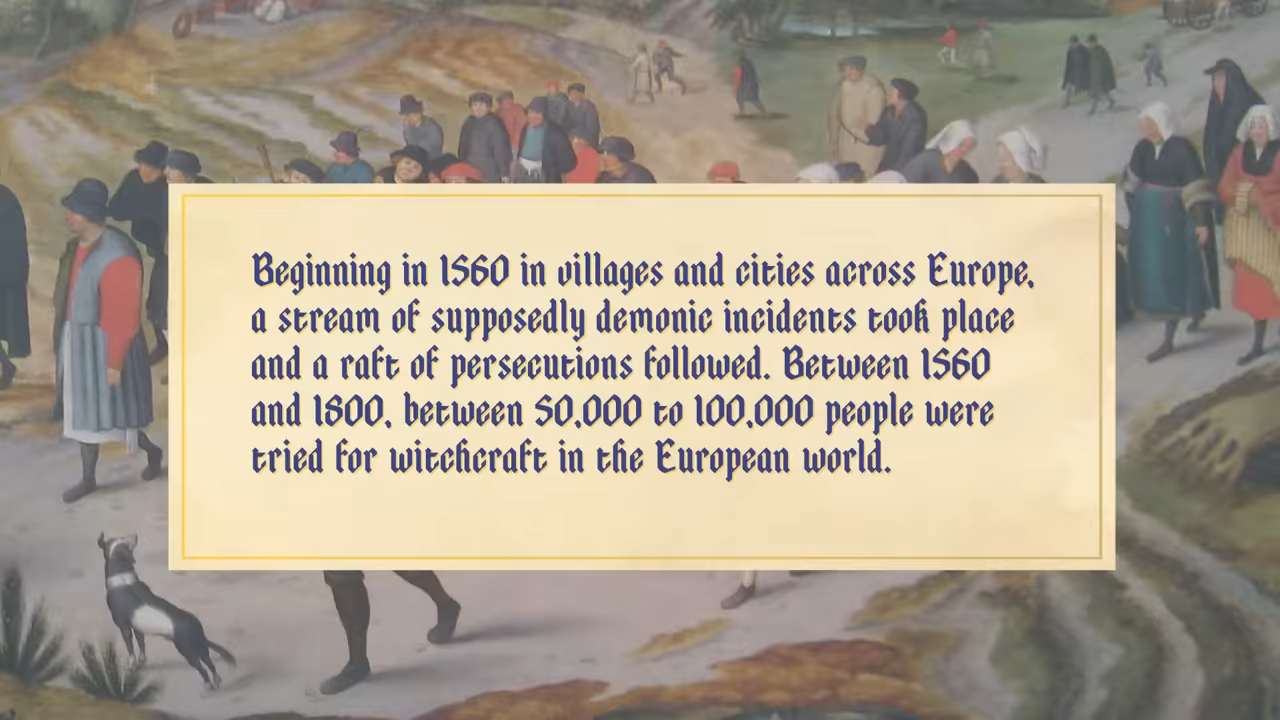 Beginning in 1560 in villages and cities across Europe,
a stream of supposedly demonic incidents took place
and a raft of persecutions followed. Between 1560
and 1800, between 50,000 to 100,000 people were
tried for witchcraft in the European world.